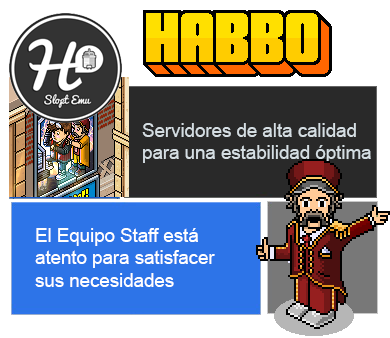 HABBO
H
Slopt Emu
Servidores de alta calidad
para una estabilidad óptima
El Equipo Staff está
atento para satisfacer
sus necesidades